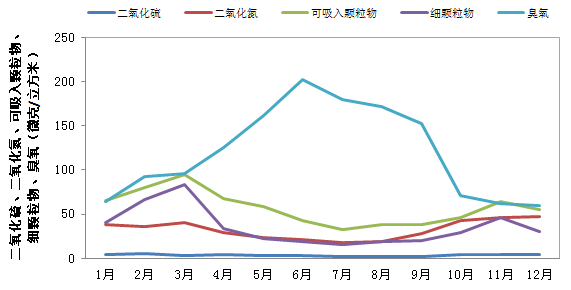 二氧化硫 二氧化氮 可吸入颗粒物 细颗粒物 臭氧
二氧化硫、二氧化氮、可吸入颗粒物、
细颗粒物、臭氧（微克/立方米）
250
200
150
100
50
0
1月 2月 3月 4月 5月 6月 7月 8月 9月 10月 11月 12月